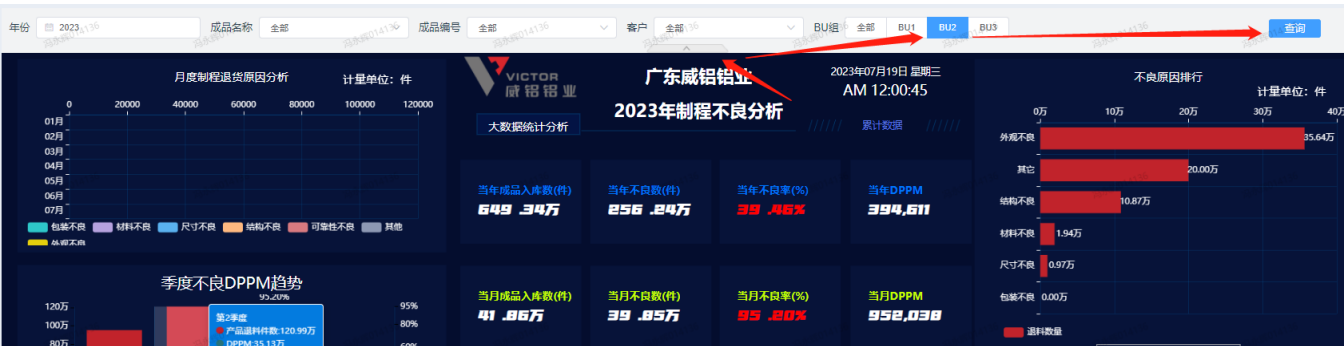 年份 2023 成品名称 全部 成品编号 全部 客户 全部 BU组 全部 BU1 BU2 BU3 查询
月度制程退货原因分析 计量单位：件
0 20000 40000 60000 80000 100000 120000
01月
02月
03月
04月
05月
06月
07月
包装不良 材料不良 尺寸不良 结构不良 可靠性不良 其他
外观不良
季度不良DPPM趋势
95.20%
120万 95%
100万 80%
80万 60%
第2季度
产品退料件数:120.99万
DPPM:35.13万
VICTOR
威铝铝业
大数据统计分析
广东威铝铝业
2023年制程不良分析
2023年07月19日 星期三
AM 12:00:45
////// 累计数据 //////
当年成品入库数(件) 当年不良数(件) 当年不良率(%) 当年DPPM
649.34万 256.24万 39.46% 394,611
当月成品入库数(件) 当月不良数(件) 当月不良率(%) 当月DPPM
41.86万 39.85万 95.20% 952,038
不良原因排行
计量单位：件
0万 10万 20万 30万 40万
外观不良 35.64万
其它 20.00万
结构不良 10.87万
材料不良 1.94万
尺寸不良 0.97万
包装不良 0.00万
退料数量